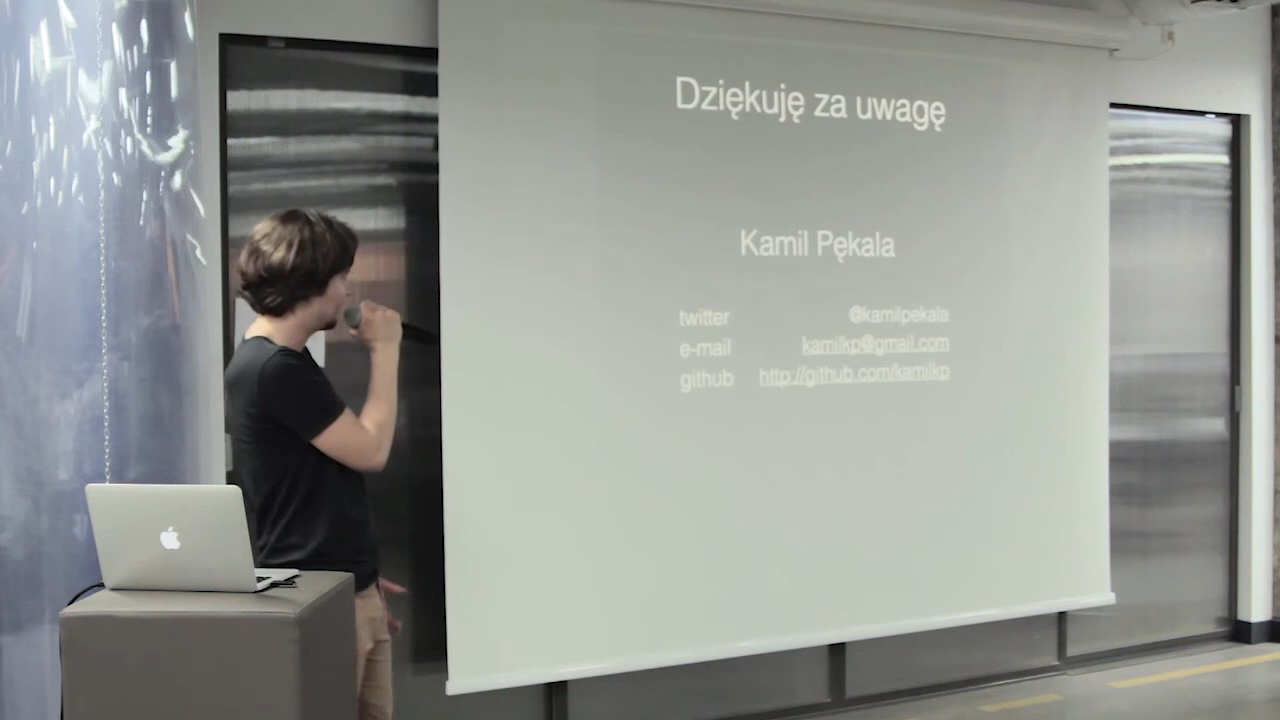 Dziękuję za uwagę
Kamil Pękala
twitter @kamilpekala
e-mail kamilkp@gmail.com
github http://github.com/kamilkp